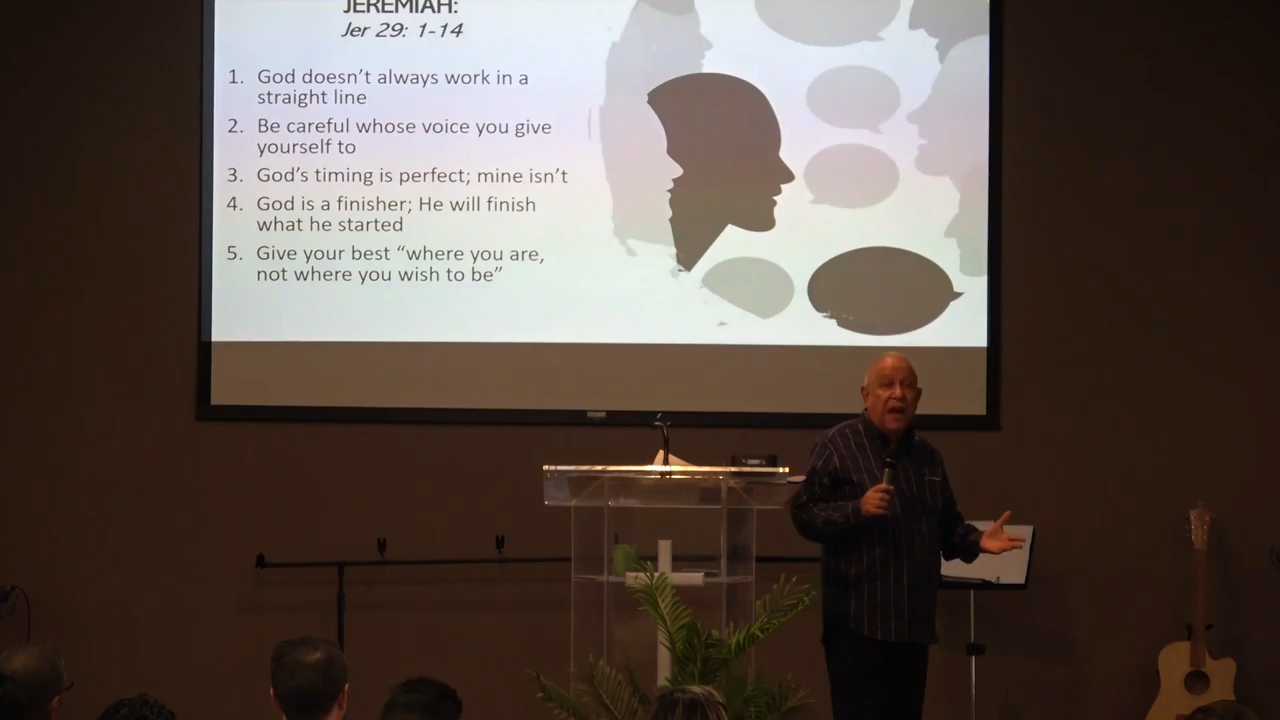 JEREMIAH:
Jer 29: 1-14
1. God doesn't always work in a
straight line
2. Be careful whose voice you give
yourself to
3. God's timing is perfect; mine isn't
4. God is a finisher; He will finish
what he started
5. Give your best “where you are,
not where you wish to be”